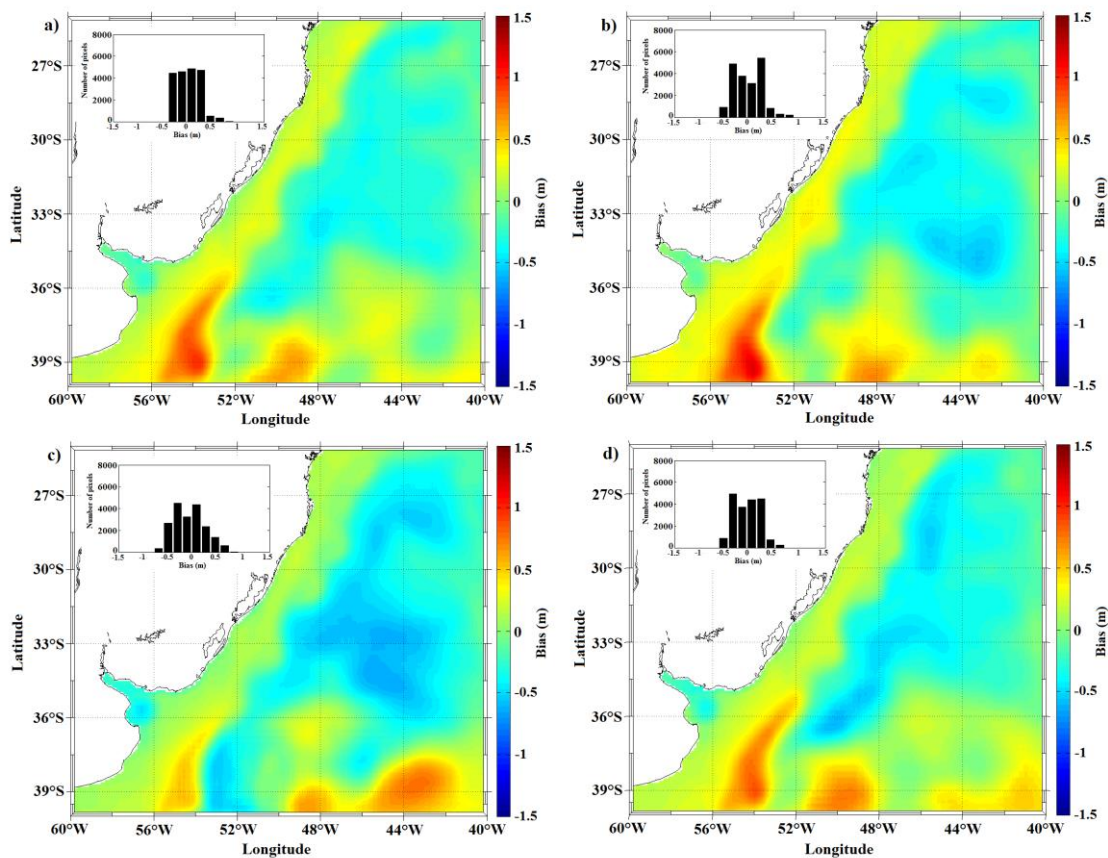 a)
8000
6000
4000
2000
0
-1.5 -1 -0.5 0 0.5 1 1.5
Number of pixels
Bias (m)
27°S
30°S
33°S
36°S
39°S
Latitude
60°W 56°W 52°W 48°W 44°W 40°W
Longitude
1.5
1
0.5
0
-0.5
-1
-1.5
Bias (m)
b)
8000
6000
4000
2000
0
-1.5 -1 -0.5 0 0.5 1 1.5
Number of pixels
Bias (m)
27°S
30°S
33°S
36°S
39°S
Latitude
60°W 56°W 52°W 48°W 44°W 40°W
Longitude
1.5
1
0.5
0
-0.5
-1
-1.5
Bias (m)
c)
8000
6000
4000
2000
0
-1.5 -1 -0.5 0 0.5 1 1.5
Number of pixels
Bias (m)
27°S
30°S
33°S
36°S
39°S
Latitude
60°W 56°W 52°W 48°W 44°W 40°W
Longitude
1.5
1
0.5
0
-0.5
-1
-1.5
Bias (m)
d)
8000
6000
4000
2000
0
-1.5 -1 -0.5 0 0.5 1 1.5
Number of pixels
Bias (m)
27°S
30°S
33°S
36°S
39°S
Latitude
60°W 56°W 52°W 48°W 44°W 40°W
Longitude
1.5
1
0.5
0
-0.5
-1
-1.5
Bias (m)